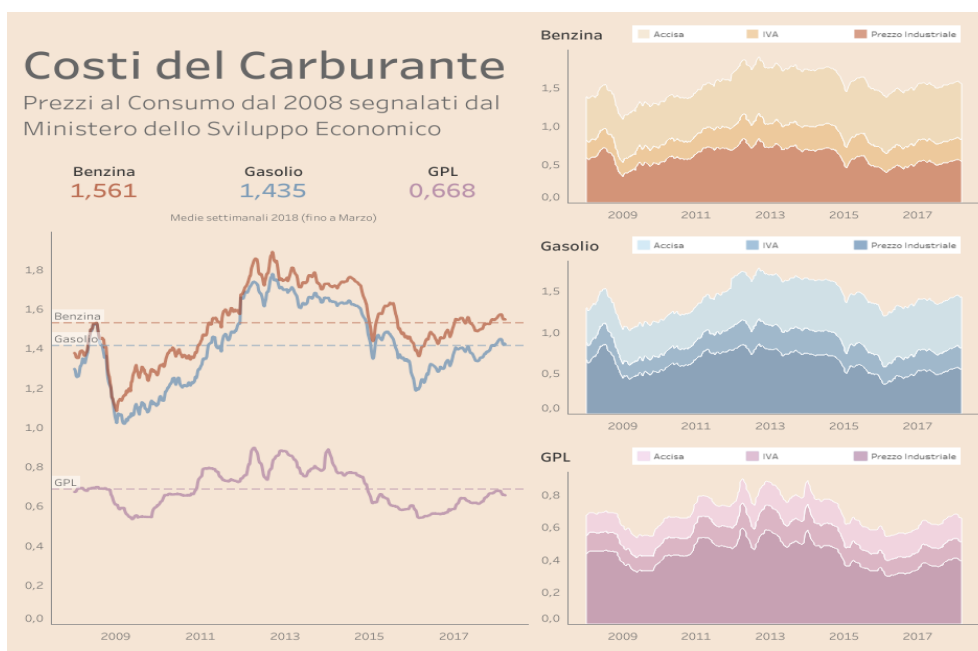 Costi del Carburante
Prezzi al Consumo dal 2008 segnalati dal
Ministero dello Sviluppo Economico
Benzina Gasolio GPL
1,561 1,435 0,668
Medie settimanali 2018 (fino a Marzo)
1,8
1,6
Benzina
Gasolio
1,4
1,2
1,0
0,8
GPL
0,6
0,4
0,2
0,0
2009 2011 2013 2015 2017
Benzina
Accisa IVA Prezzo Industriale
1,5
1,0
0,5
0,0
2009 2011 2013 2015 2017
Gasolio
Accisa IVA Prezzo Industriale
1,5
1,0
0,5
0,0
2009 2011 2013 2015 2017
GPL
Accisa IVA Prezzo Industriale
0,8
0,6
0,4
0,2
0,0
2009 2011 2013 2015 2017